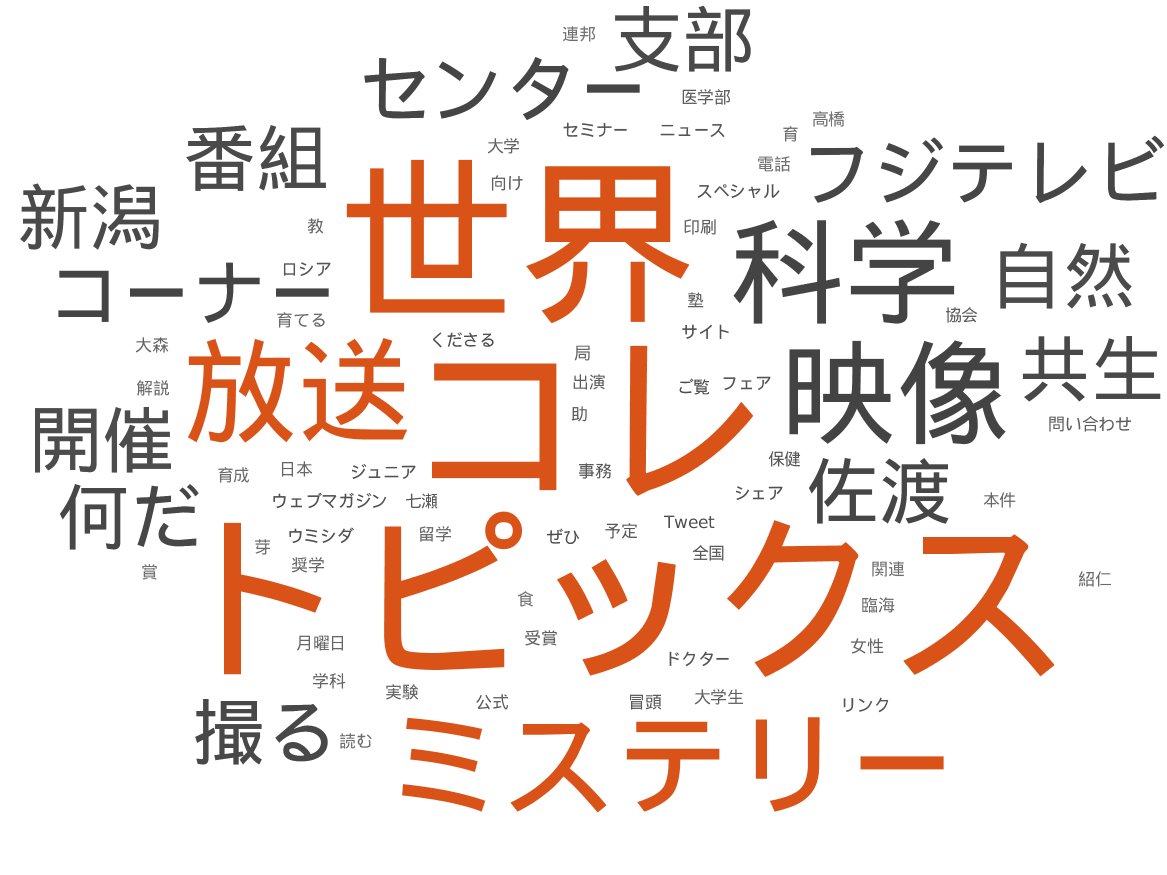 連邦
支部
センター
医学部
セミナー
ニュース
高橋
育
番組
大学
電話
フジテレビ
新潟
向け
スペシャル
世界
教
印刷
科学
自然
コーナー
ロシア
塾
協会
育てる
サイト
大森
放送
くださる
局
コレ
映像
共生
解説
出演
ご覧
フェア
助
開催
問い合わせ
育成
日本
ジュニア
事務
保健
佐渡
何だ
ウェブマガジン
七瀬
シェア
本件
ウミシダ
留学
ぜひ
予定
Tweet
芽
全国
賞
奨学
トピックス
関連
紹仁
食
臨海
月曜日
受賞
女性
ドクター
学科
実験
公式
冒頭
大学生
リンク
撮る
読む
ミステリー